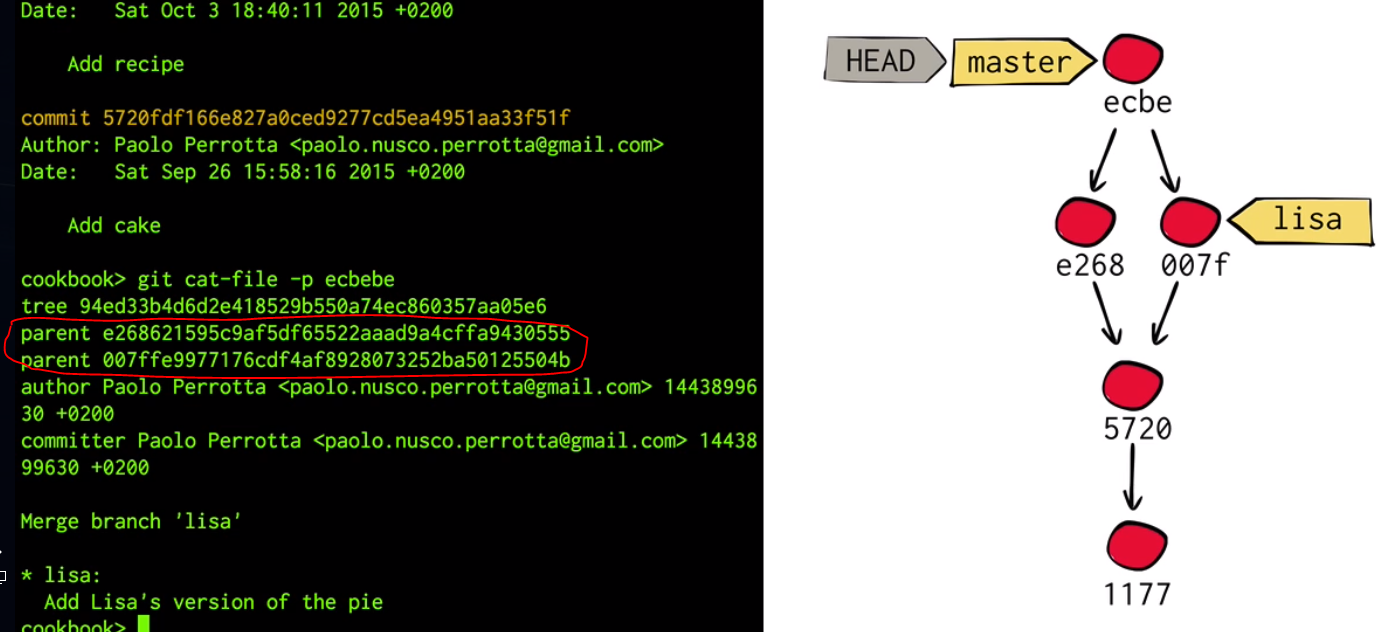 Date:   Sat Oct 3 18:40:11 2015 +0200
Add recipe
commit 5720fdf166e827a0ced9277cd5ea4951aa33f51f
Author: Paolo Perrotta <paolo.nusco.perrotta@gmail.com>
Date:   Sat Sep 26 15:58:16 2015 +0200
Add cake
cookbook> git cat-file -p ecbebe
tree 94ed33b4d6d2e418529b550a74ec860357aa05e6
parent e268621595c9af5df65522aaad9a4cffa9430555
parent 007ffe9977176cdf4af8928073252ba50125504b
author Paolo Perrotta <paolo.nusco.perrotta@gmail.com> 14438996
30 +0200
committer Paolo Perrotta <paolo.nusco.perrotta@gmail.com> 14438
99630 +0200
Merge branch 'lisa'
* lisa:
Add Lisa's version of the pie
cookbook>
HEAD
master
ecbe
lisa
e268
007f
5720
1177